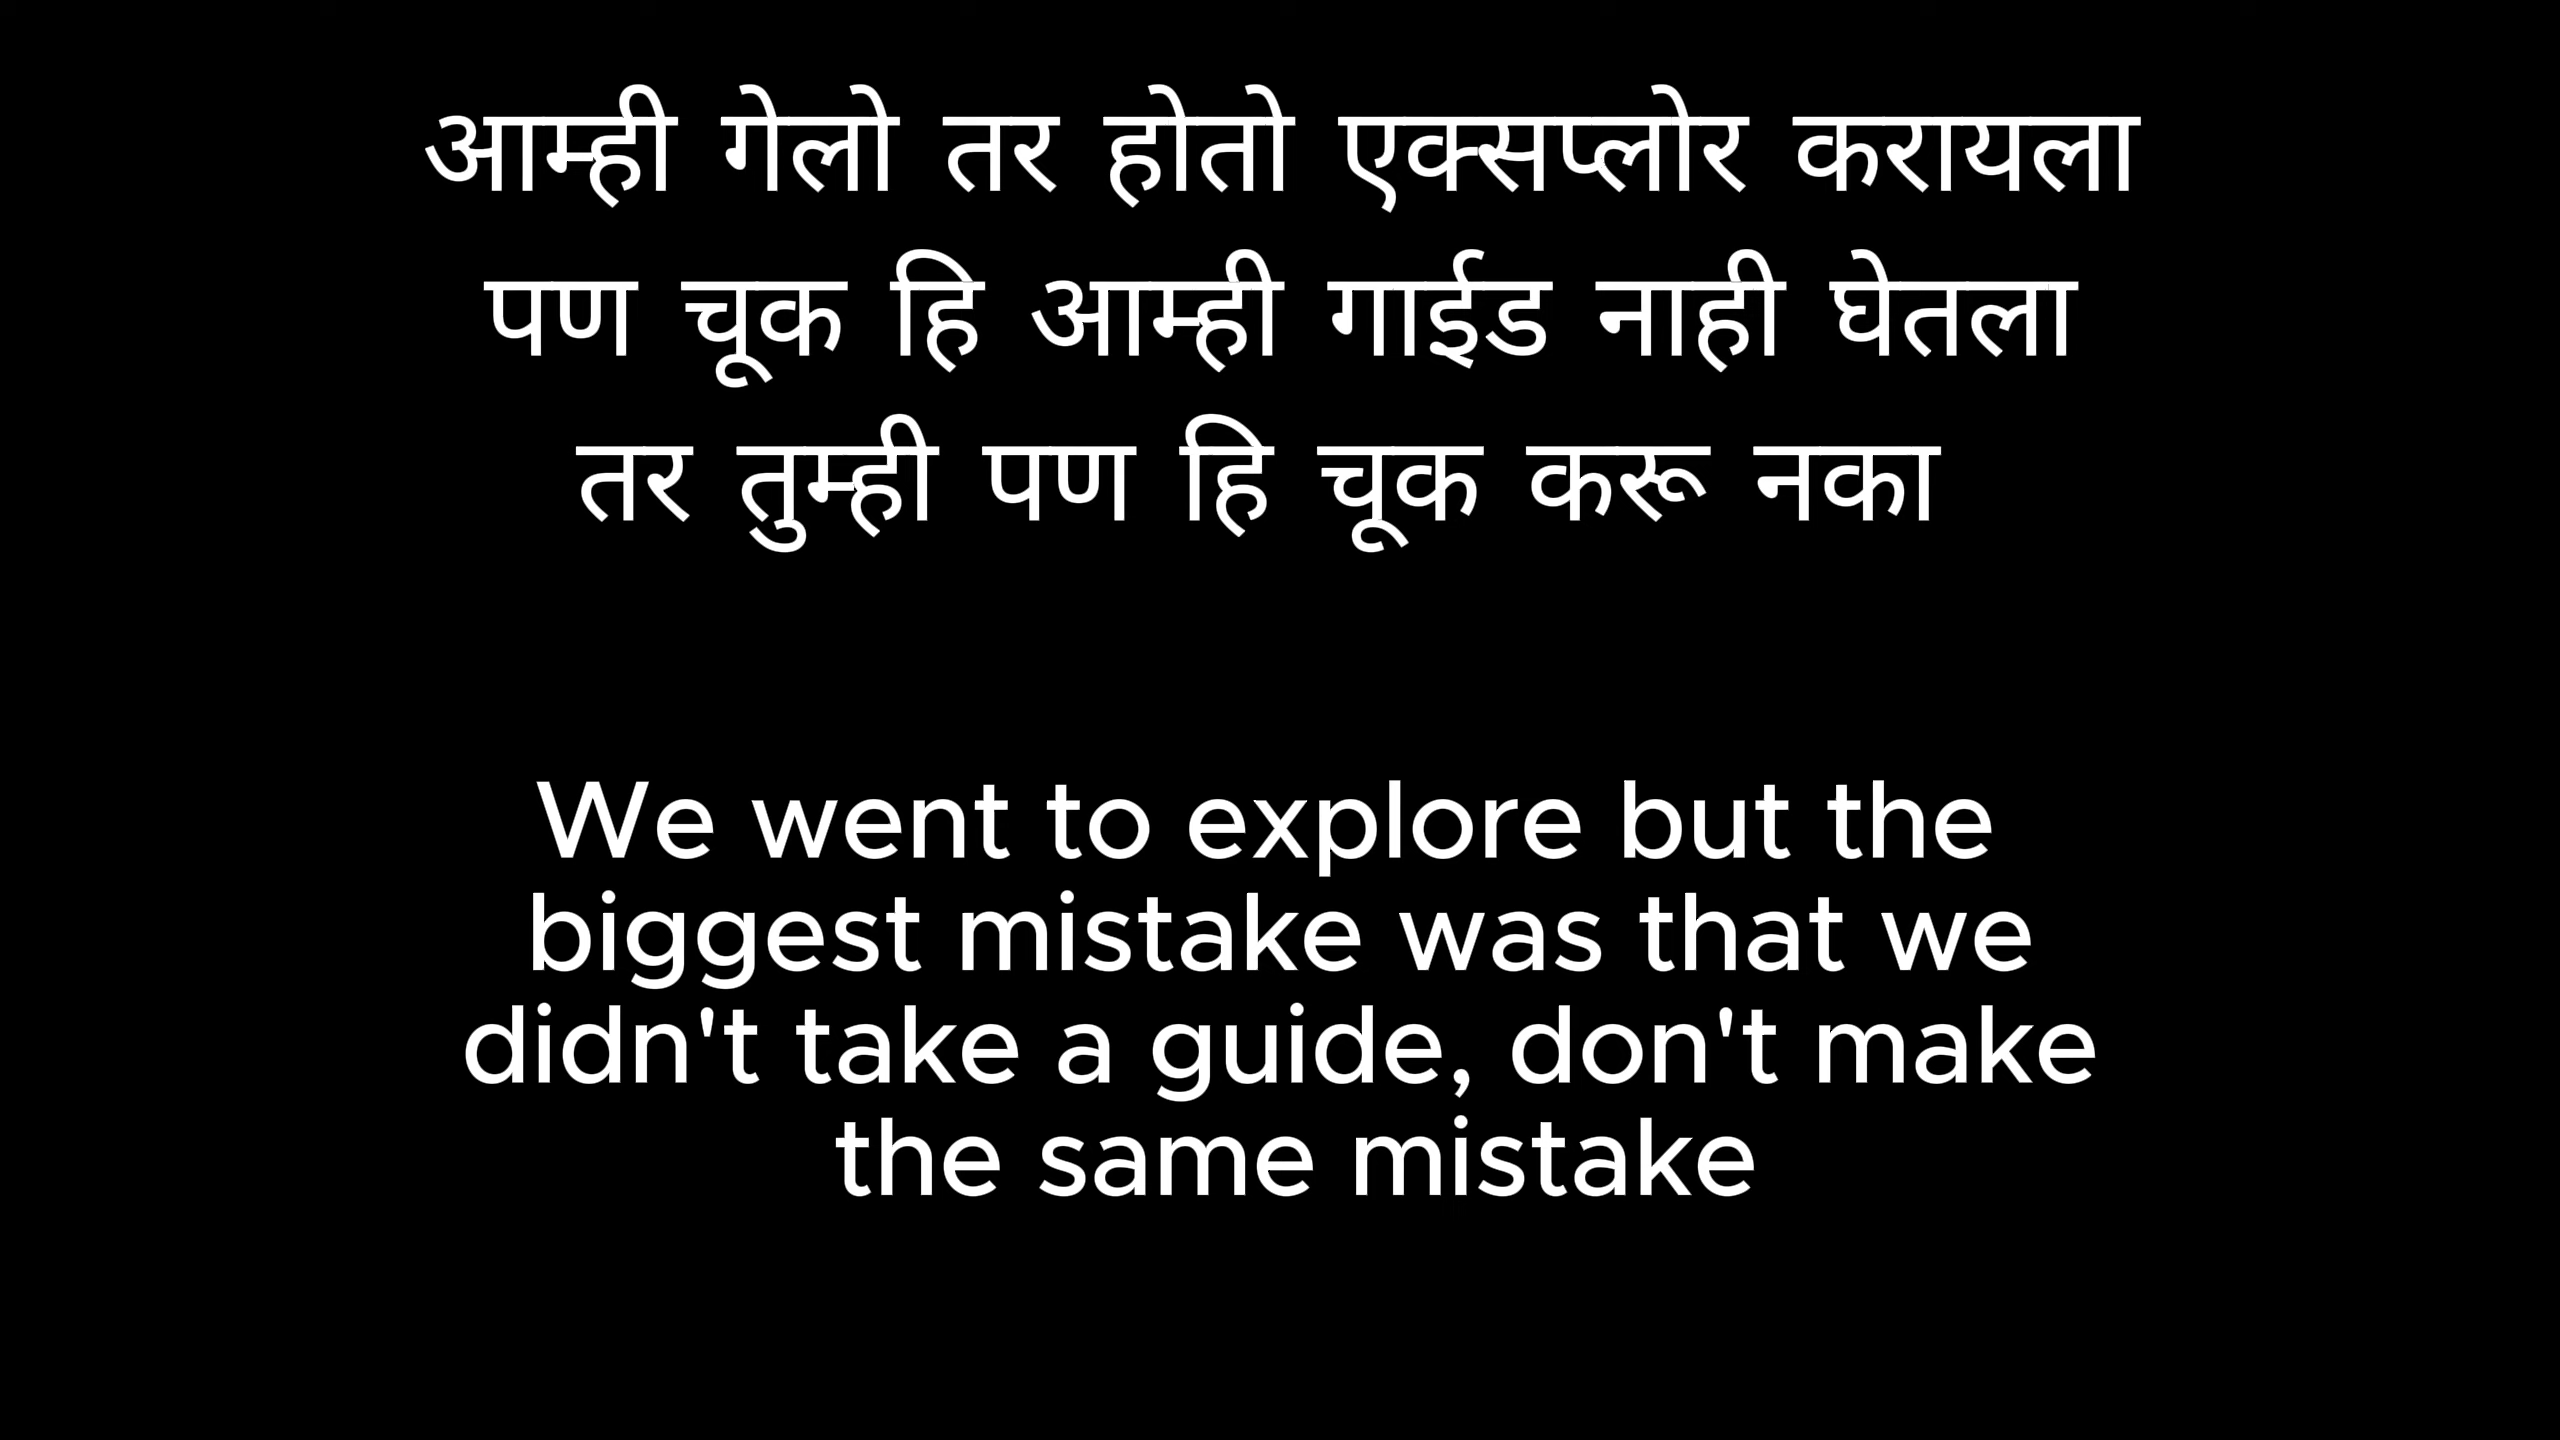 आम्ही गेलो तर होतो एक्सप्लोर करायला
पण चूक हि आम्ही गाईड नाही घेतला
तर तुम्ही पण हि चूक करू नका
We went to explore but the
biggest mistake was that we
didn't take a guide, don't make
the same mistake